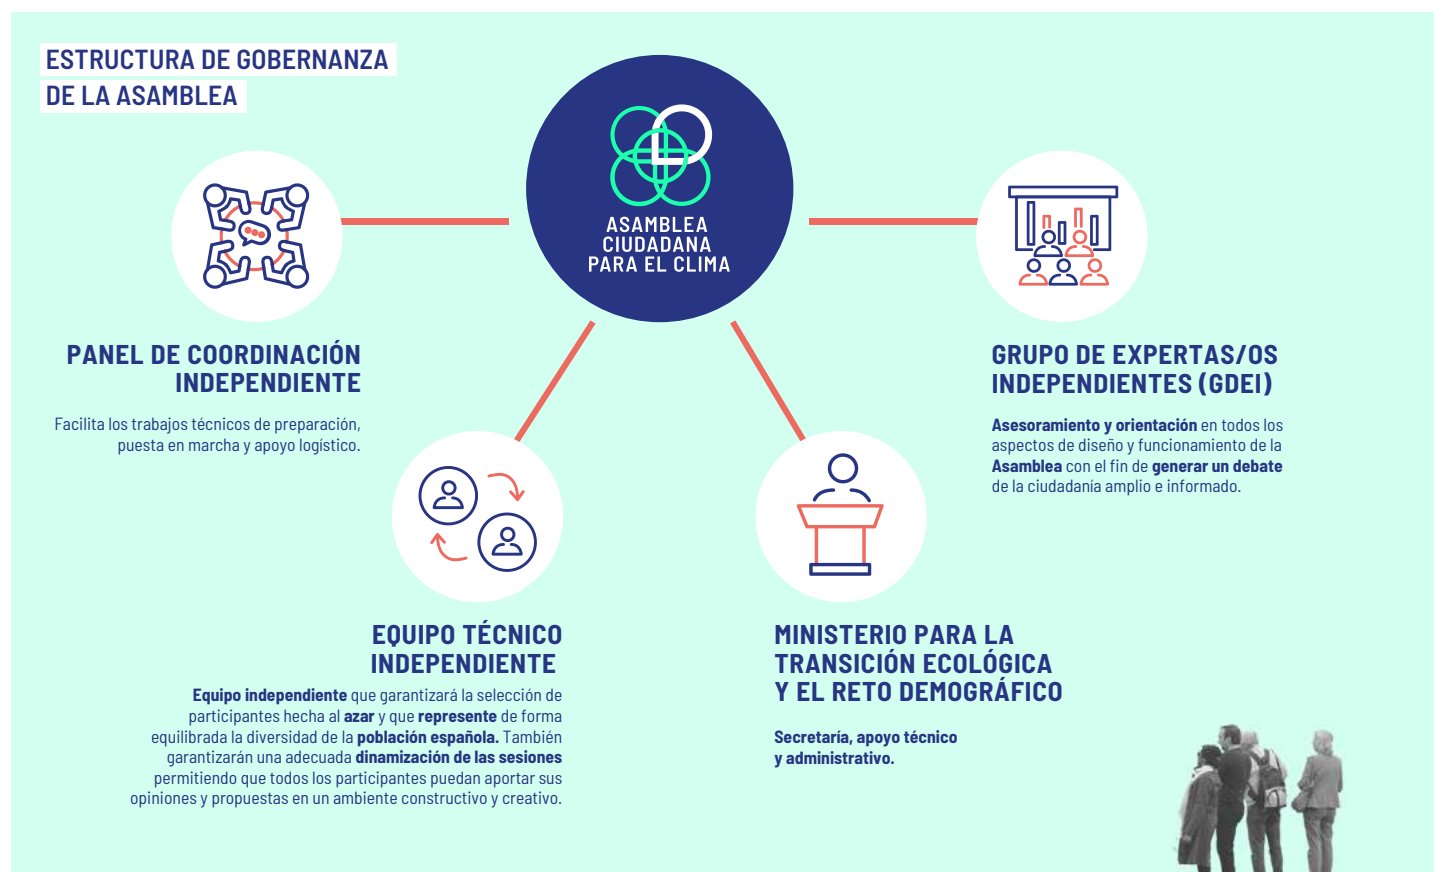 ESTRUCTURA DE GOBERNANZA
DE LA ASAMBLEA
ASAMBLEA
CIUDADANA
PARA EL CLIMA
PANEL DE COORDINACIÓN
INDEPENDIENTE
Facilita los trabajos técnicos de preparación,
puesta en marcha y apoyo logístico.
GRUPO DE EXPERTAS/OS
INDEPENDIENTES (GDEI)
Asesoramiento y orientación en todos los
aspectos de diseño y funcionamiento de la
Asamblea con el fin de generar un debate
de la ciudadanía amplio e informado.
EQUIPO TÉCNICO
INDEPENDIENTE
Equipo independiente que garantizará la selección de
participantes hecha al azar y que represente de forma
equilibrada la diversidad de la población española. También
garantizarán una adecuada dinamización de las sesiones
permitiendo que todos los participantes puedan aportar sus
opiniones y propuestas en un ambiente constructivo y creativo.
MINISTERIO PARA LA
TRANSICIÓN ECOLÓGICA
Y EL RETO DEMOGRÁFICO
Secretaría, apoyo técnico
y administrativo.